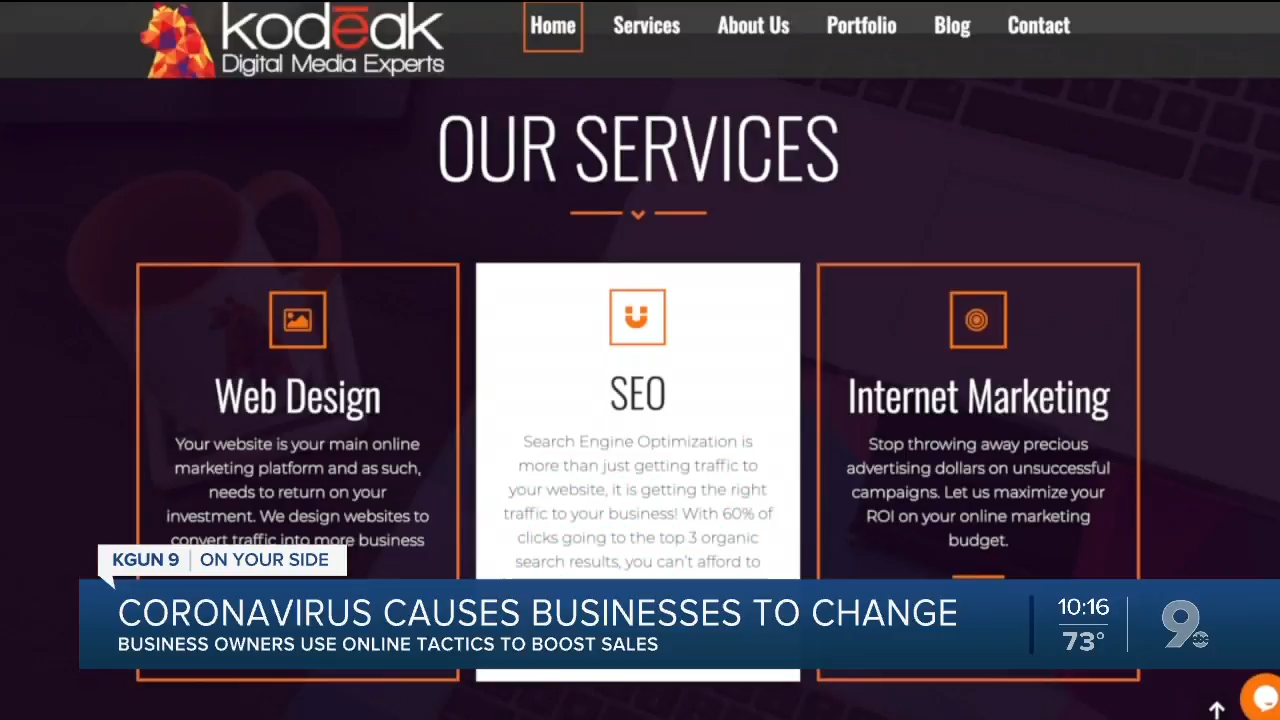 kodēak
Digital Media Experts
Home Services About Us Portfolio Blog Contact
OUR SERVICES
Web Design
Your website is your main online
marketing platform and as such,
needs to return on your
investment. We design websites to
convert traffic into more business
SEO
Search Engine Optimization is
more than just getting traffic to
your website, it is getting the right
traffic to your business! With 60% of
clicks going to the top 3 organic
search results, you can't afford to
Internet Marketing
Stop throwing away precious
advertising dollars on unsuccessful
campaigns. Let us maximize your
ROI on your online marketing
budget.
KGUN 9 | ON YOUR SIDE
CORONAVIRUS CAUSES BUSINESSES TO CHANGE
BUSINESS OWNERS USE ONLINE TACTICS TO BOOST SALES
10:16
73°
9
abc